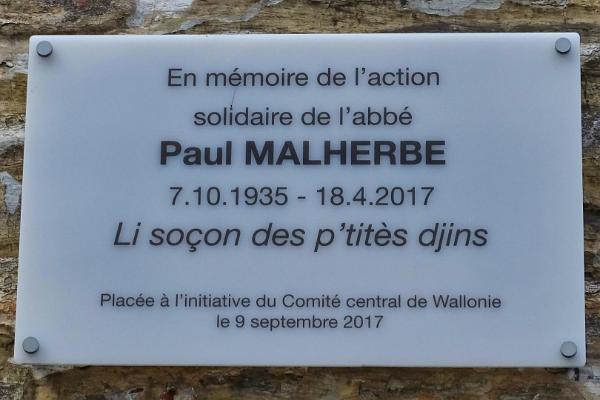 En mémoire de l'action
solidaire de l'abbé
Paul MALHERBE
7.10.1935 - 18.4.2017
Li soçon des p'titès djins
Placée à l'initiative du Comité central de Wallonie
le 9 septembre 2017